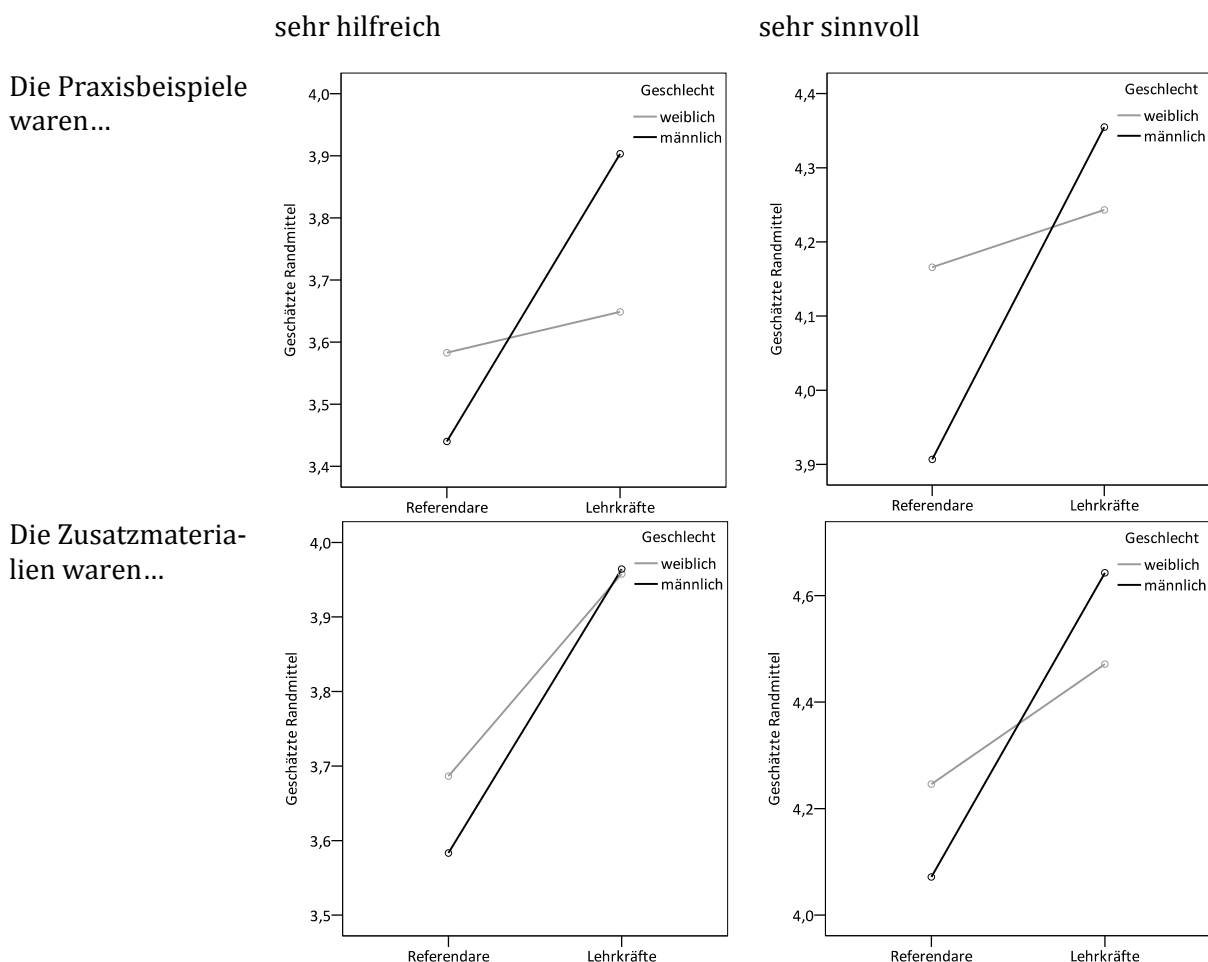 sehr hilfreich
sehr sinnvoll
Die Praxisbeispiele
waren…
4,0
3,9
3,8
3,7
3,6
3,5
3,4
Geschätzte Randmittel
Geschlecht
weiblich
männlich
Referendare
Lehrkräfte
4,4
4,3
4,2
4,1
4,0
3,9
Geschätzte Randmittel
Geschlecht
weiblich
männlich
Referendare
Lehrkräfte
Die Zusatzmateria-
lien waren…
4,0
3,9
3,8
3,7
3,6
3,5
Geschätzte Randmittel
Geschlecht
weiblich
männlich
Referendare
Lehrkräfte
4,6
4,4
4,2
4,0
Geschätzte Randmittel
Geschlecht
weiblich
männlich
Referendare
Lehrkräfte